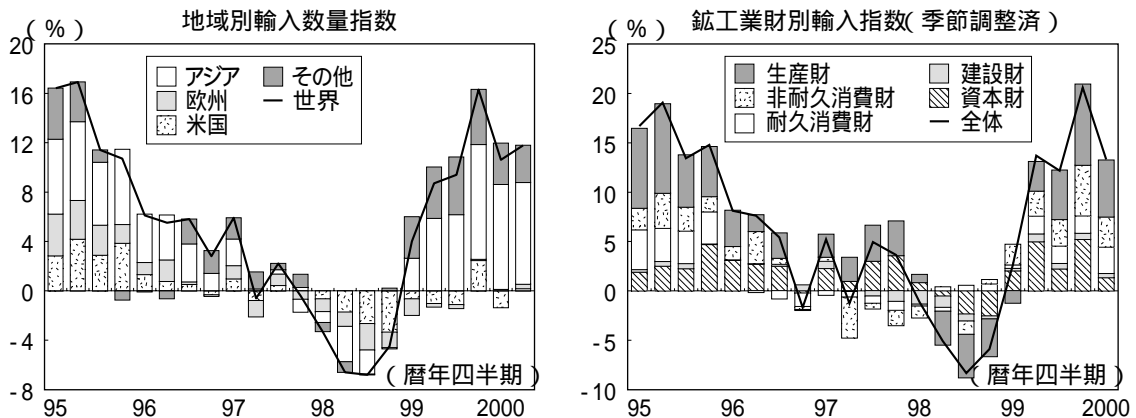 地域別輸入数量指数
（％）
20
16
12
8
4
0
-4
-8
アジア
欧州
米国
その他
世界
（暦年四半期）
95 96 97 98 99 2000
鉱工業財別輸入指数（季節調整済）
（％）
25
20
15
10
5
0
-5
-10
生産財
非耐久消費財
耐久消費財
建設財
資本財
全体
（暦年四半期）
95 96 97 98 99 2000